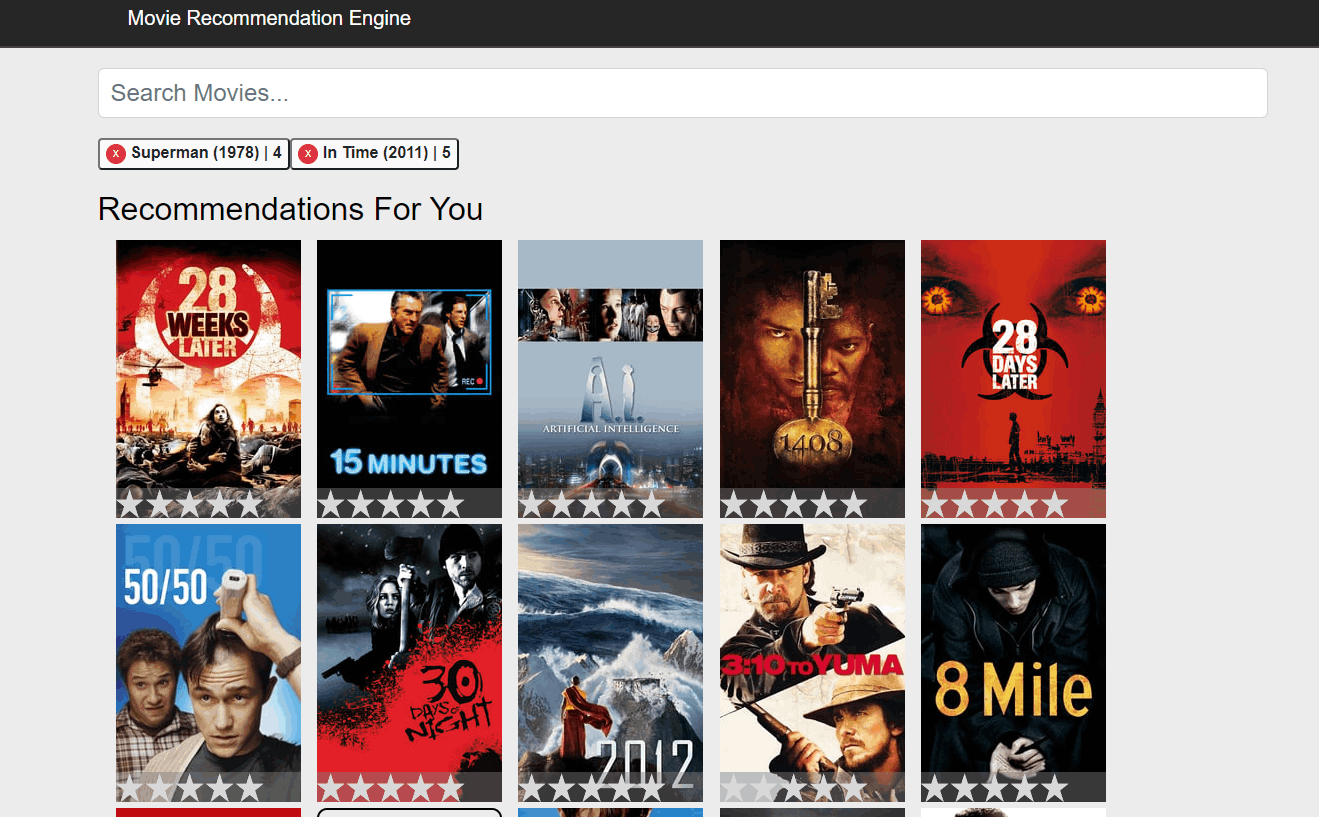 Movie Recommendation Engine
Search Movies...
x Superman (1978) | 4 x In Time (2011) | 5
Recommendations For You
28
WEEKS
LATER
REC
15 MINUTES
A.I.
ARTIFICIAL INTELLIGENCE
1408
28
DAYS
LATER
50/50
50/50
30
DAYS OF
NIGHT
2012
3:10 TO YUMA
8 Mile